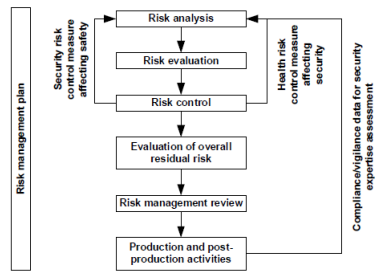 Risk management plan
Security risk
control measure
affecting safety
Risk analysis
Risk evaluation
Risk control
Evaluation of overall
residual risk
Risk management review
Production and post-
production activities
Health risk
control measure
affecting
security
Compliance/vigilance data for security
expertise assessment